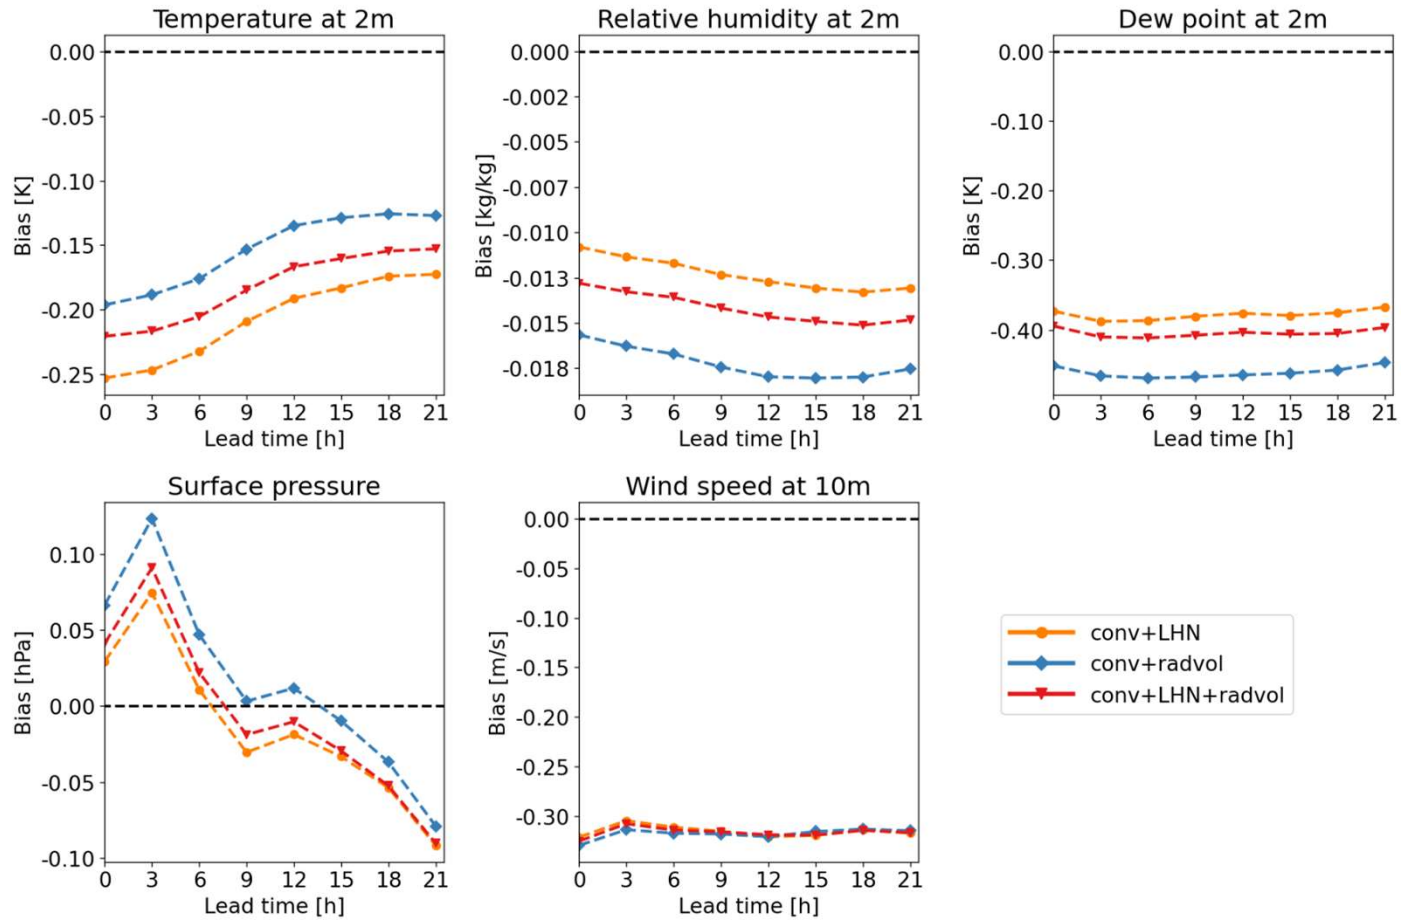 Temperature at 2m
Bias [K]
0.00
-0.05
-0.10
-0.15
-0.20
-0.25
0 3 6 9 12 15 18 21
Lead time [h]
Relative humidity at 2m
Bias [kg/kg]
0.000
-0.002
-0.005
-0.007
-0.010
-0.013
-0.015
-0.018
0 3 6 9 12 15 18 21
Lead time [h]
Dew point at 2m
Bias [K]
0.00
-0.10
-0.20
-0.30
-0.40
0 3 6 9 12 15 18 21
Lead time [h]
Surface pressure
Bias [hPa]
0.10
0.05
0.00
-0.05
-0.10
0 3 6 9 12 15 18 21
Lead time [h]
Wind speed at 10m
Bias [m/s]
0.00
-0.05
-0.10
-0.15
-0.20
-0.25
-0.30
0 3 6 9 12 15 18 21
Lead time [h]
conv+LHN
conv+radvol
conv+LHN+radvol